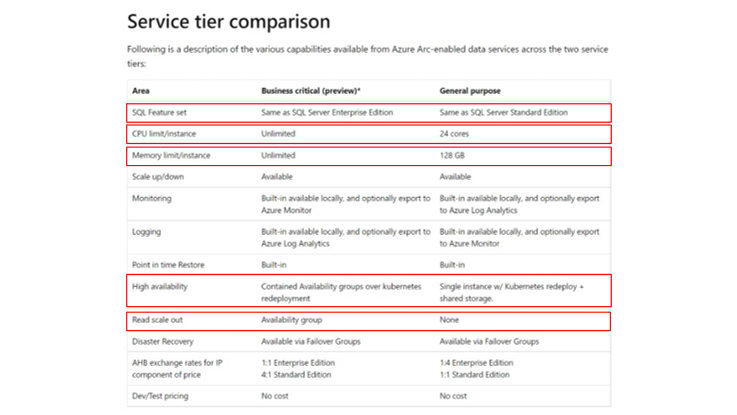 Service tier comparison
Following is a description of the various capabilities available from Azure Arc-enabled data services across the two service
tiers:
Area Business critical (preview)* General purpose
SQL Feature set Same as SQL Server Enterprise Edition Same as SQL Server Standard Edition
CPU limit/instance Unlimited 24 cores
Memory limit/instance Unlimited 128 GB
Scale up/down Available Available
Monitoring Built-in available locally, and optionally export to Built-in available locally, and optionally export
Azure Monitor to Azure Log Analytics
Logging Built-in available locally, and optionally export to Built-in available locally, and optionally export
Azure Log Analytics to Azure Monitor
Point in time Restore Built-in Built-in
High availability Contained Availability groups over kubernetes Single instance w/ Kubernetes redeploy +
redeployment. shared storage.
Read scale out Availability group None
Disaster Recovery Available via Failover Groups Available via Failover Groups
AHB exchange rates for IP 1:1 Enterprise Edition 1:4 Enterprise Edition
component of price 4:1 Standard Edition 1:1 Standard Edition
Dev/Test pricing No cost No cost